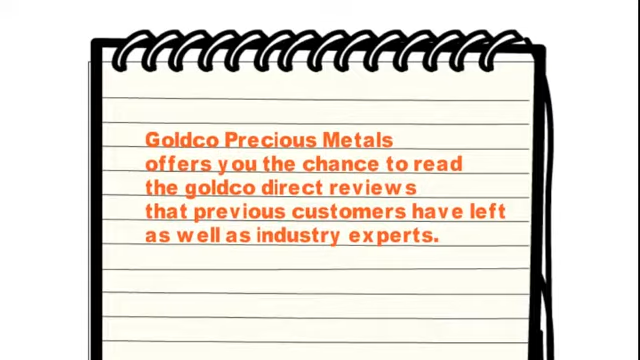 Goldco Precious Metals
offers you the chance to read
the goldco direct reviews
that previous customers have left
as well as industry experts.